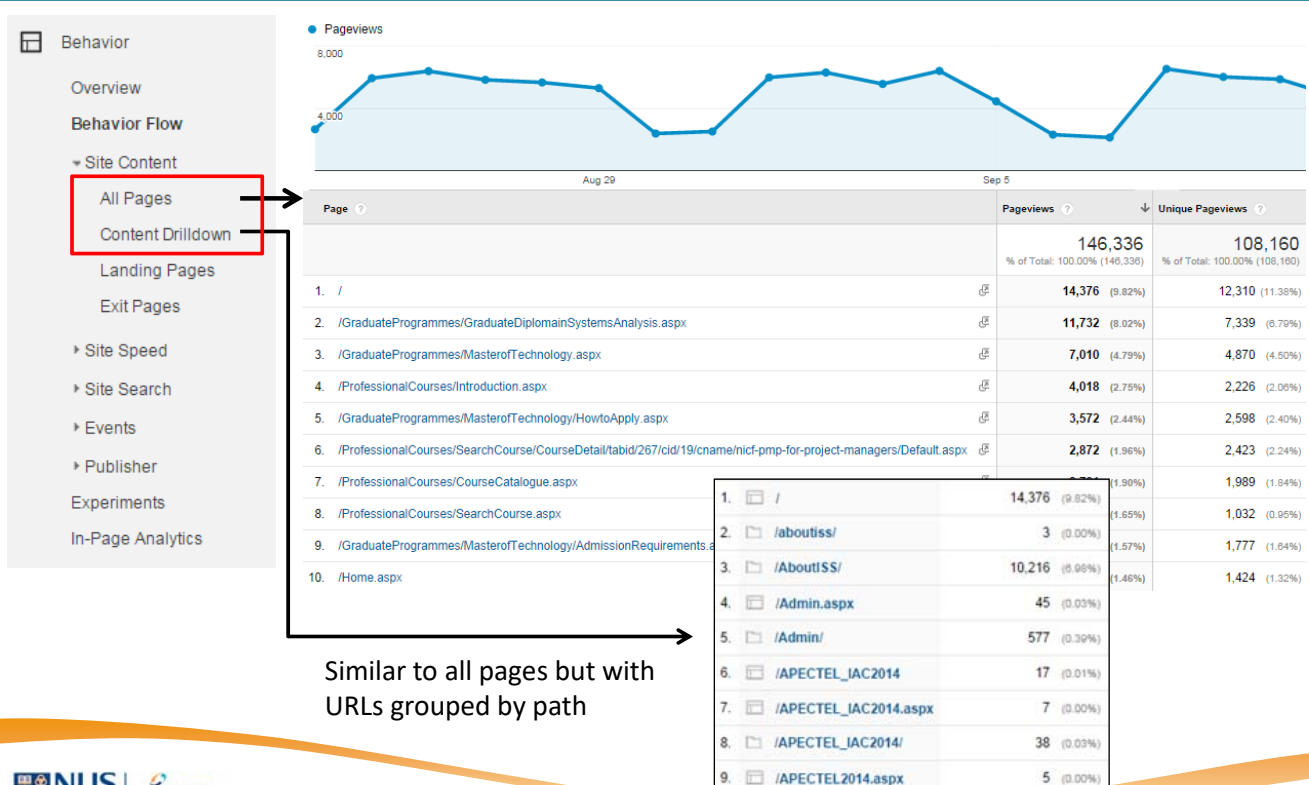 Behavior
Overview
Behavior Flow
Site Content
All Pages
Content Drilldown
Landing Pages
Exit Pages
Site Speed
Site Search
Events
Publisher
Experiments
In-Page Analytics
Pageviews
8,000
4,000
Aug 29 Sep 5
Page ? Pageviews ? Unique Pageviews ?
146,336 108,160
% of Total: 100.00% (146,336) % of Total: 100.00% (108,160)
1. / 14,376 (9.82%) 12,310 (11.38%)
2. /GraduateProgrammes/GraduateDiplomainSystemsAnalysis.aspx 11,732 (8.02%) 7,339 (6.79%)
3. /GraduateProgrammes/MasterofTechnology.aspx 7,010 (4.79%) 4,870 (4.50%)
4. /ProfessionalCourses/Introduction.aspx 4,018 (2.75%) 2,226 (2.06%)
5. /GraduateProgrammes/MasterofTechnology/HowtoApply.aspx 3,572 (2.44%) 2,598 (2.40%)
6. /ProfessionalCourses/SearchCourse/CourseDetail/tabid/267/cid/19/cname/nicf-pmp-for-project-managers/Default.aspx 2,872 (1.96%) 2,423 (2.24%)
7. /ProfessionalCourses/CourseCatalogue.aspx (1.90%) 1,989 (1.84%)
8. /ProfessionalCourses/SearchCourse.aspx (1.65%) 1,032 (0.95%)
9. /GraduateProgrammes/MasterofTechnology/AdmissionRequirements.a (1.57%) 1,777 (1.64%)
10. /Home.aspx (1.46%) 1,424 (1.32%)
1. / 14,376 (9.82%)
2. /aboutiss/ 3 (0.00%)
3. /AboutISS/ 10,216 (6.98%)
4. /Admin.aspx 45 (0.03%)
5. /Admin/ 577 (0.39%)
6. /APECTEL_IAC2014 17 (0.01%)
7. /APECTEL_IAC2014.aspx 7 (0.00%)
8. /APECTEL_IAC2014/ 38 (0.03%)
9. /APECTEL2014.aspx 5 (0.00%)
Similar to all pages but with
URLs grouped by path
NUS